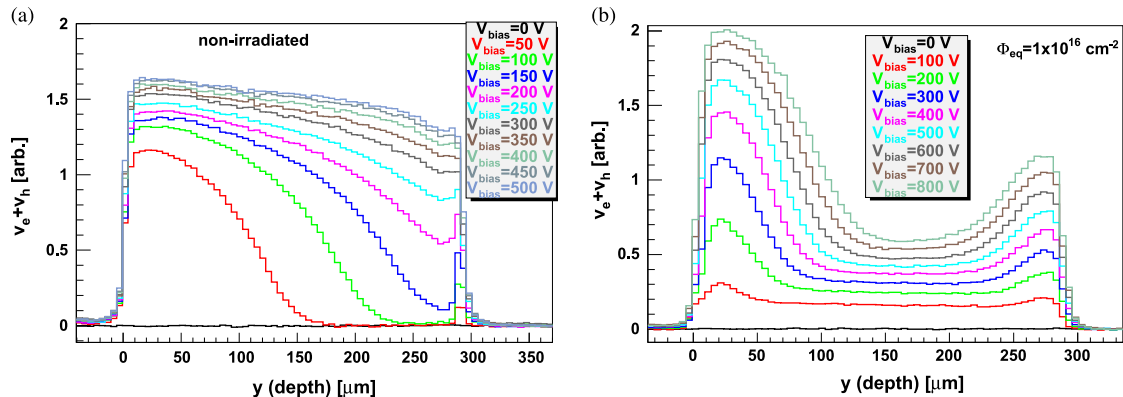 (a)
v_e+v_h [arb.]
2
1.5
1
0.5
0
non-irradiated
V_bias=0 V
V_bias=50 V
V_bias=100 V
V_bias=150 V
V_bias=200 V
V_bias=250 V
V_bias=300 V
V_bias=350 V
V_bias=400 V
V_bias=450 V
V_bias=500 V
0 50 100 150 200 250 300 350
y (depth) [μm]
(b)
v_e+v_h [arb.]
2
1.5
1
0.5
0
V_bias=0 V
V_bias=100 V
V_bias=200 V
V_bias=300 V
V_bias=400 V
V_bias=500 V
V_bias=600 V
V_bias=700 V
V_bias=800 V
Φ_eq=1x10^16 cm^-2
0 50 100 150 200 250 300
y (depth) [μm]